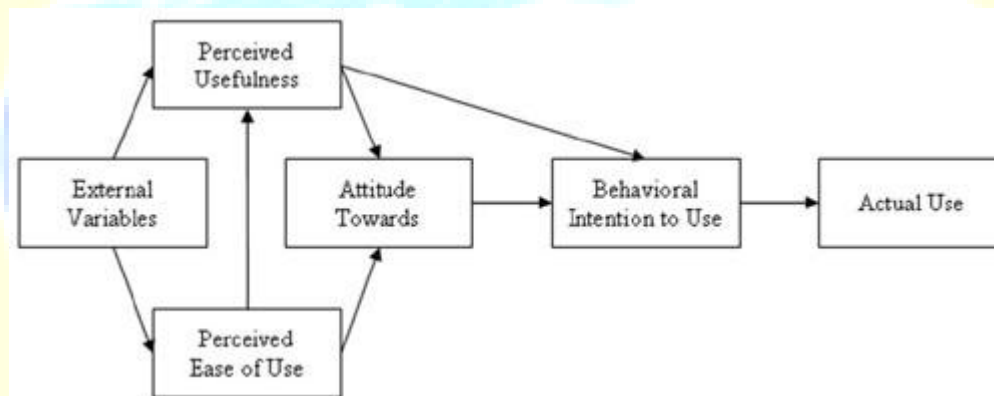 Perceived
Usefulness
External
Variables
Attitude
Towards
Behavioral
Intention to Use
Actual Use
Perceived
Ease of Use